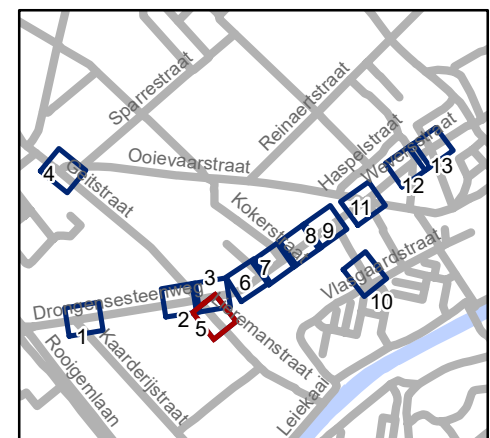 Sparrestraat
Reinaertstraat
Haspelstraat
Weversstraat
Ooievaarstraat
Geitstraat
Kokerstraat
Vlasgaardstraat
Drongensesteenweg
Kaarderijstraat
Rooigemlaan
Leiekaai
4
13
12
11
8
9
7
6
3
10
2
5
1